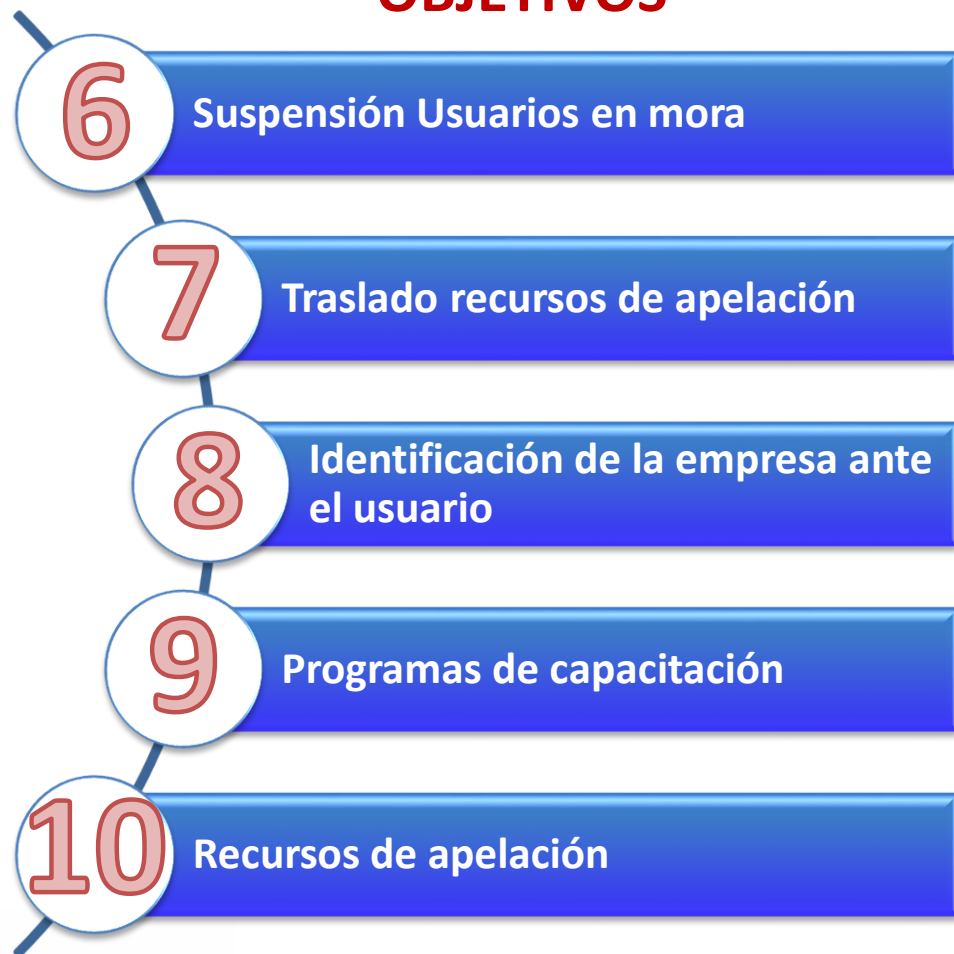 OBJETIVOS
6
Suspensión Usuarios en mora
7
Traslado recursos de apelación
8
Identificación de la empresa ante
el usuario
9
Programas de capacitación
10
Recursos de apelación